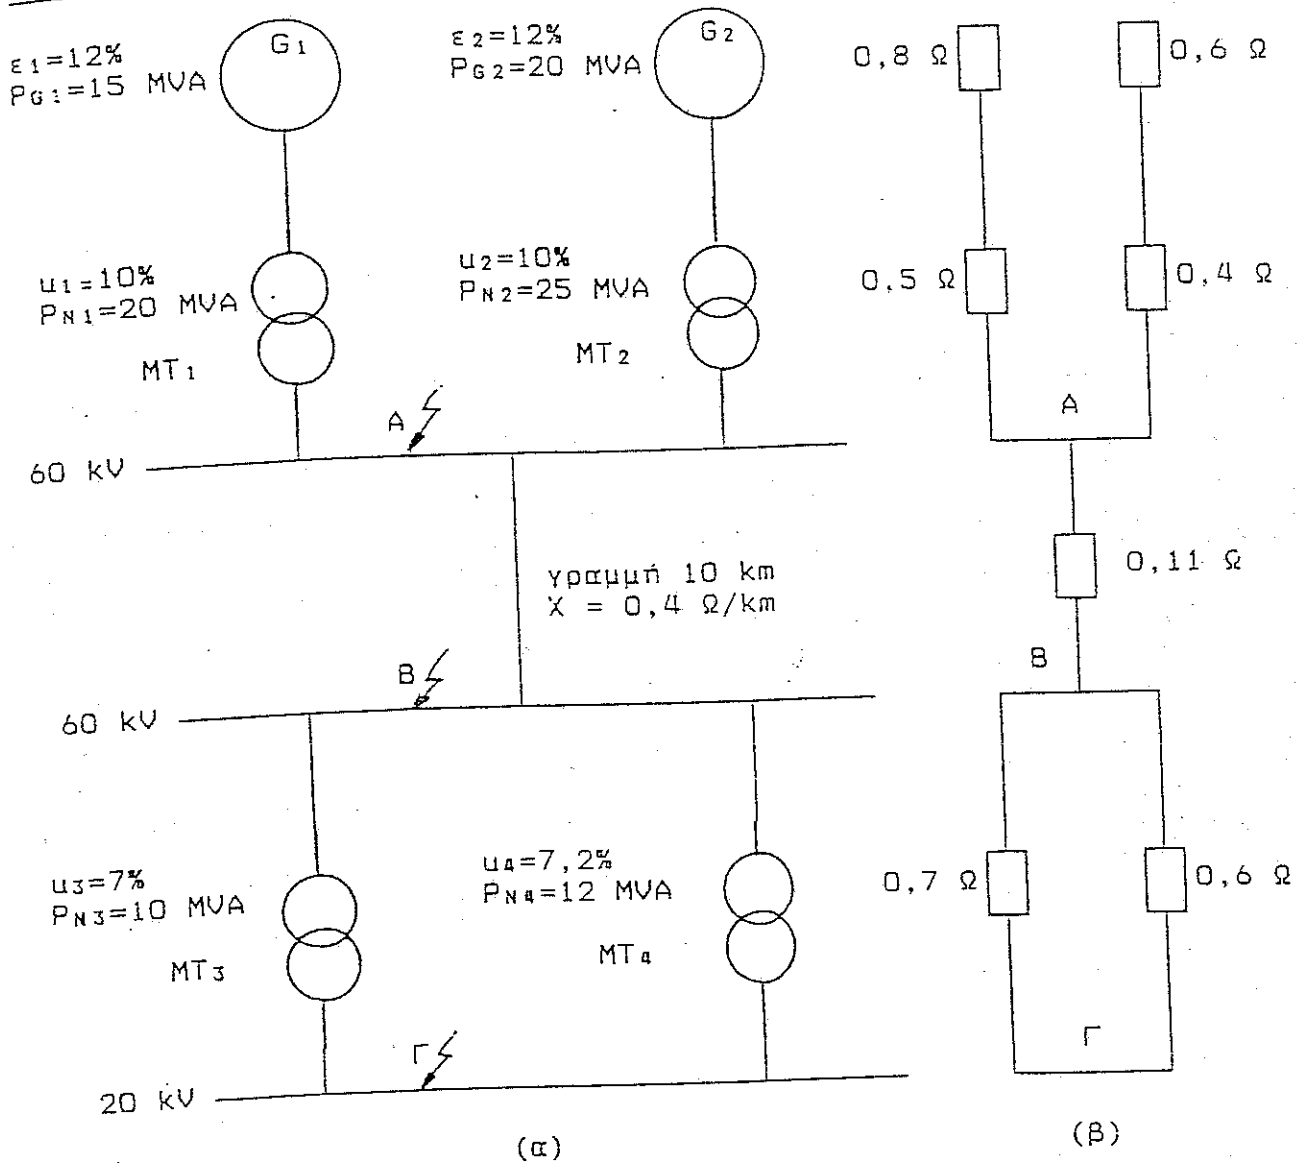 ε1=12%
PG1=15 MVA
G1
ε2=12%
PG2=20 MVA
G2
0,8 Ω
0,6 Ω
u1=10%
PN1=20 MVA
MT1
u2=10%
PN2=25 MVA
MT2
0,5 Ω
0,4 Ω
A
A
60 kV
γραμμή 10 km
X = 0,4 Ω/km
0,11 Ω
B
B
60 kV
u3=7%
PN3=10 MVA
MT3
u4=7,2%
PN4=12 MVA
MT4
0,7 Ω
0,6 Ω
Γ
Γ
20 kV
(α)
(β)